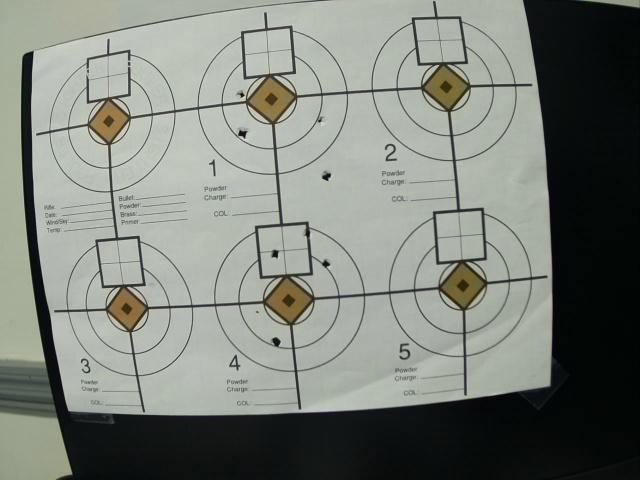 1
Powder
Charge:
COL:
2
Powder
Charge:
COL:
Rifle: Bullet:
Date: Powder:
Wind/Sky: Brass:
Temp: Primer
3
Powder
Charge:
COL:
4
Powder
Charge:
COL:
5
Powder
Charge:
COL: